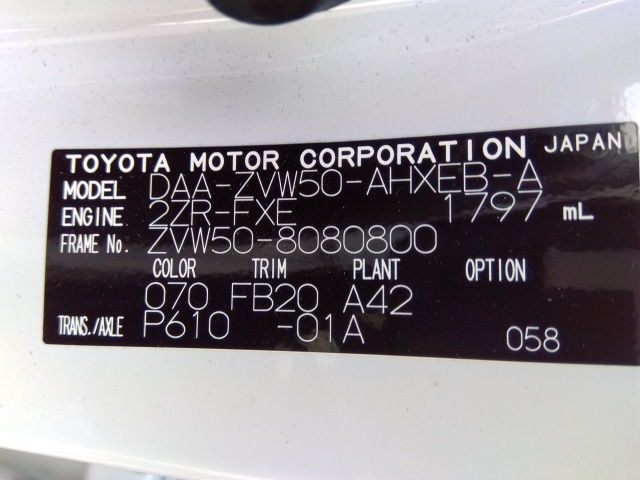 TOYOTA MOTOR CORPORATION JAPAN
MODEL DAA-ZVW50-AHXEB-A
ENGINE 2ZR-FXE 1797 mL
FRAME No. ZVW50-8080800
COLOR TRIM PLANT OPTION
070 FB20 A42
TRANS./AXLE P610 -01A 058